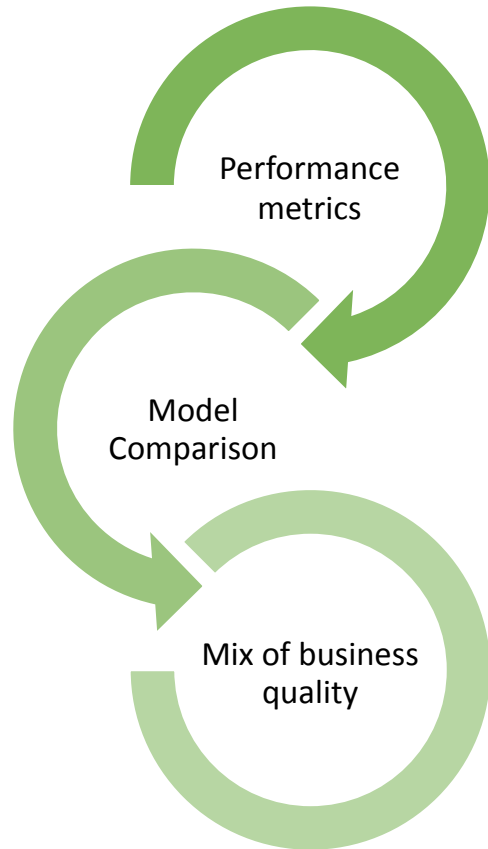 Performance
metrics
Model
Comparison
Mix of business
quality